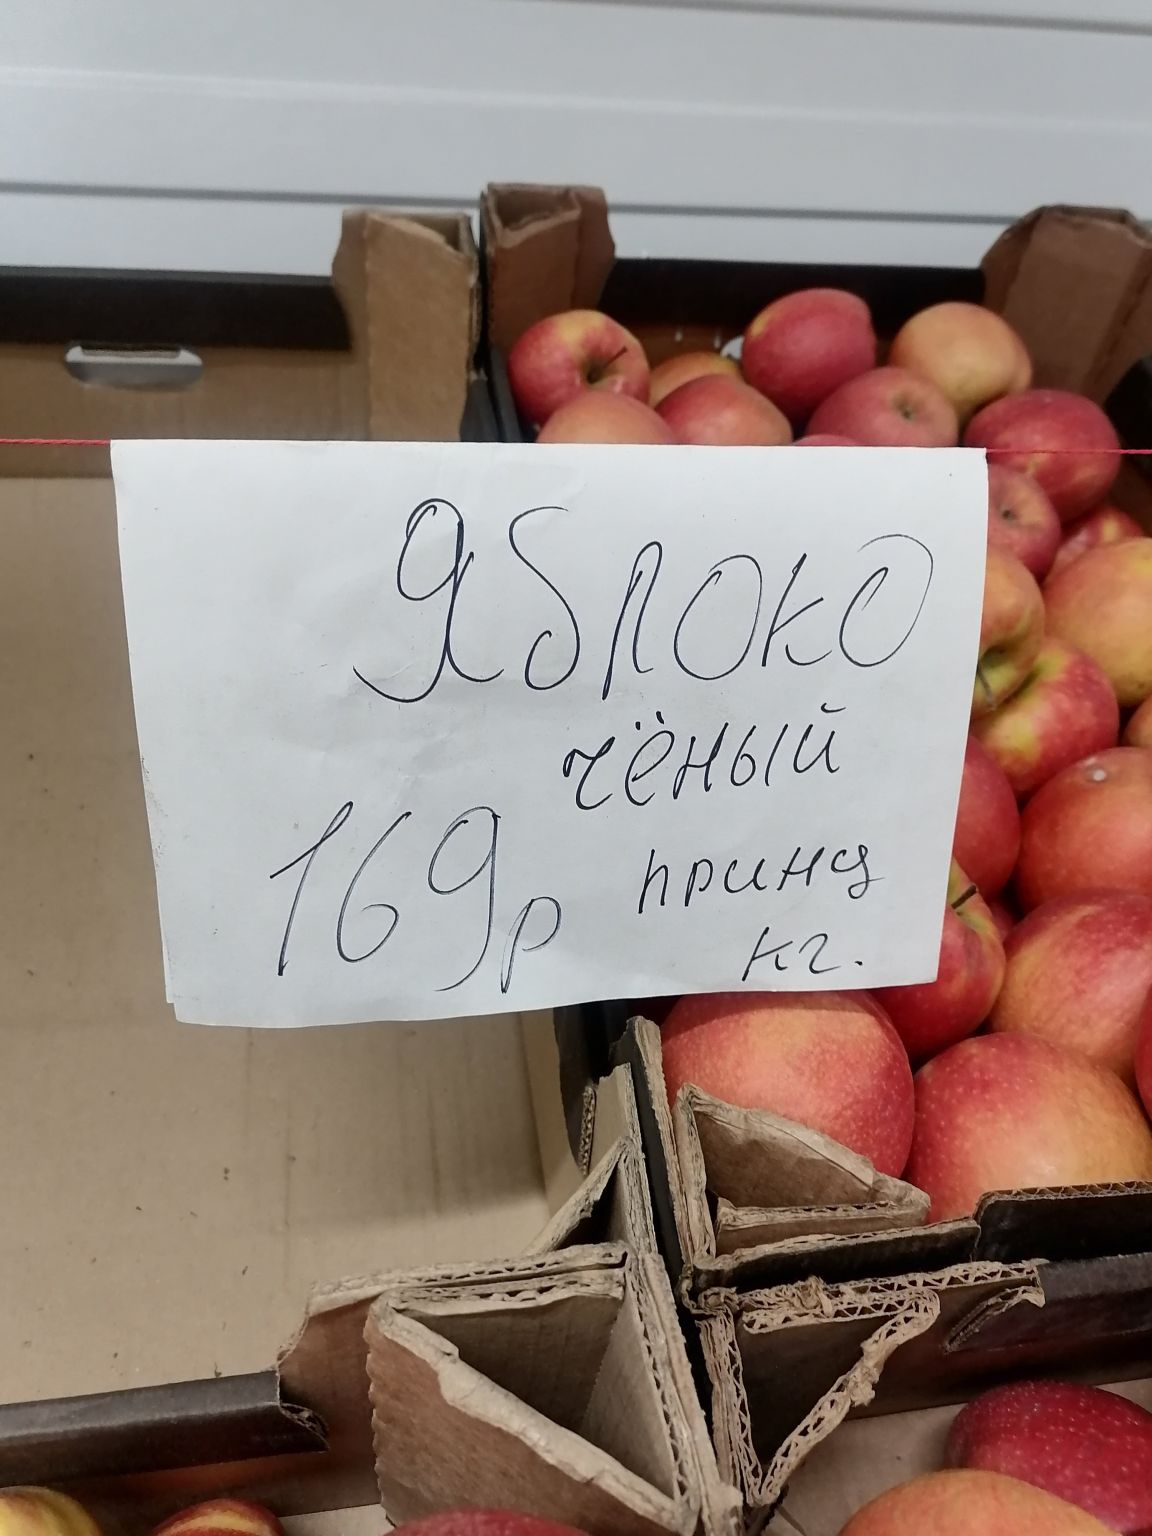 Яблоко
чёный
169р принц
кг.